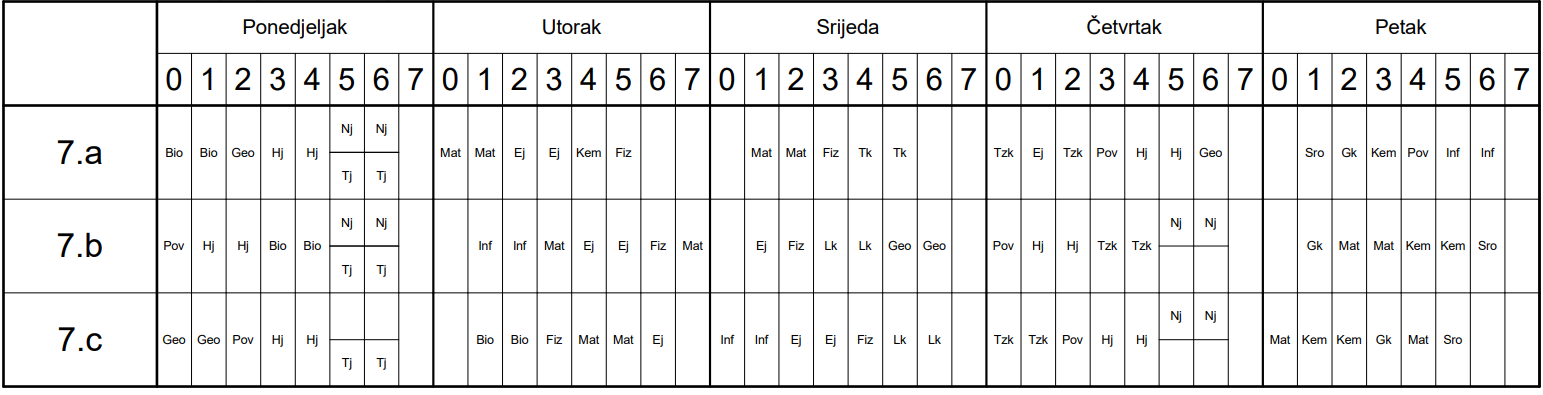 Ponedjeljak Utorak Srijeda Četvrtak Petak
0 1 2 3 4 5 6 7 0 1 2 3 4 5 6 7 0 1 2 3 4 5 6 7 0 1 2 3 4 5 6 7 0 1 2 3 4 5 6 7
Nj Nj
7.a Bio Bio Geo Hj Hj Mat Mat Ej Ej Kem Fiz Mat Mat Fiz Tk Tk Tzk Ej Tzk Pov Hj Hj Geo Sro Gk Kem Pov Inf Inf
Tj Tj
Nj Nj Nj Nj
7.b Pov Hj Hj Bio Bio Inf Inf Mat Ej Ej Fiz Mat Ej Fiz Lk Lk Geo Geo Pov Hj Hj Tzk Tzk Gk Mat Mat Kem Kem Sro
Tj Tj
Nj Nj
7.c Geo Geo Pov Hj Hj Bio Bio Fiz Mat Mat Ej Inf Inf Ej Ej Fiz Lk Lk Tzk Tzk Pov Hj Hj Mat Kem Kem Gk Mat Sro
Tj Tj